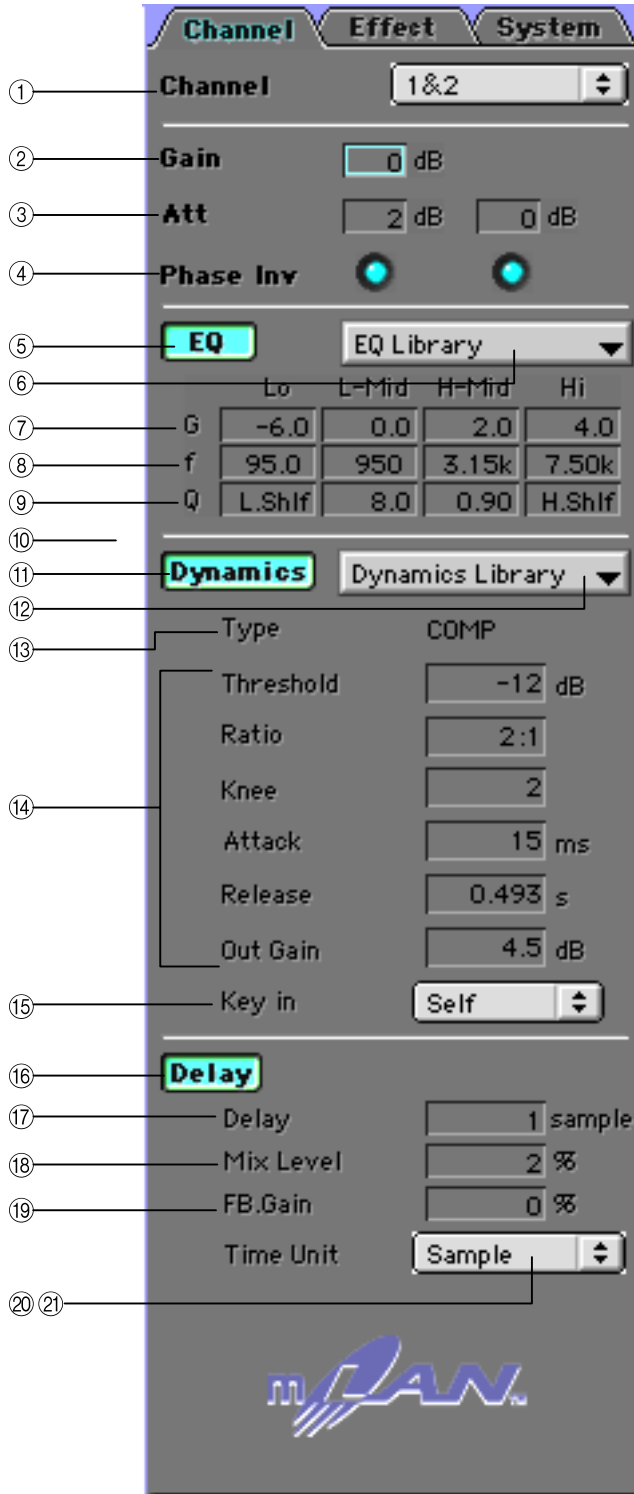 Channel Effect System
① Channel 1&2
② Gain 0 dB
③ Att 2 dB 0 dB
④ Phase Inv
⑤ EQ EQ Library
⑥
Lo L-Mid H-Mid Hi
⑦ G -6.0 0.0 2.0 4.0
⑧ f 95.0 950 3.15k 7.50k
⑨ Q L.Shlf 8.0 0.90 H.Shlf
⑩
⑪ Dynamics Dynamics Library
⑫
⑬ Type COMP
Threshold -12 dB
Ratio 2:1
⑭ Knee 2
Attack 15 ms
Release 0.493 s
Out Gain 4.5 dB
⑮ Key in Self
⑯ Delay
⑰ Delay 1 sample
⑱ Mix Level 2 %
⑲ FB.Gain 0 %
Time Unit Sample
⑳ ㉑
mLAN™